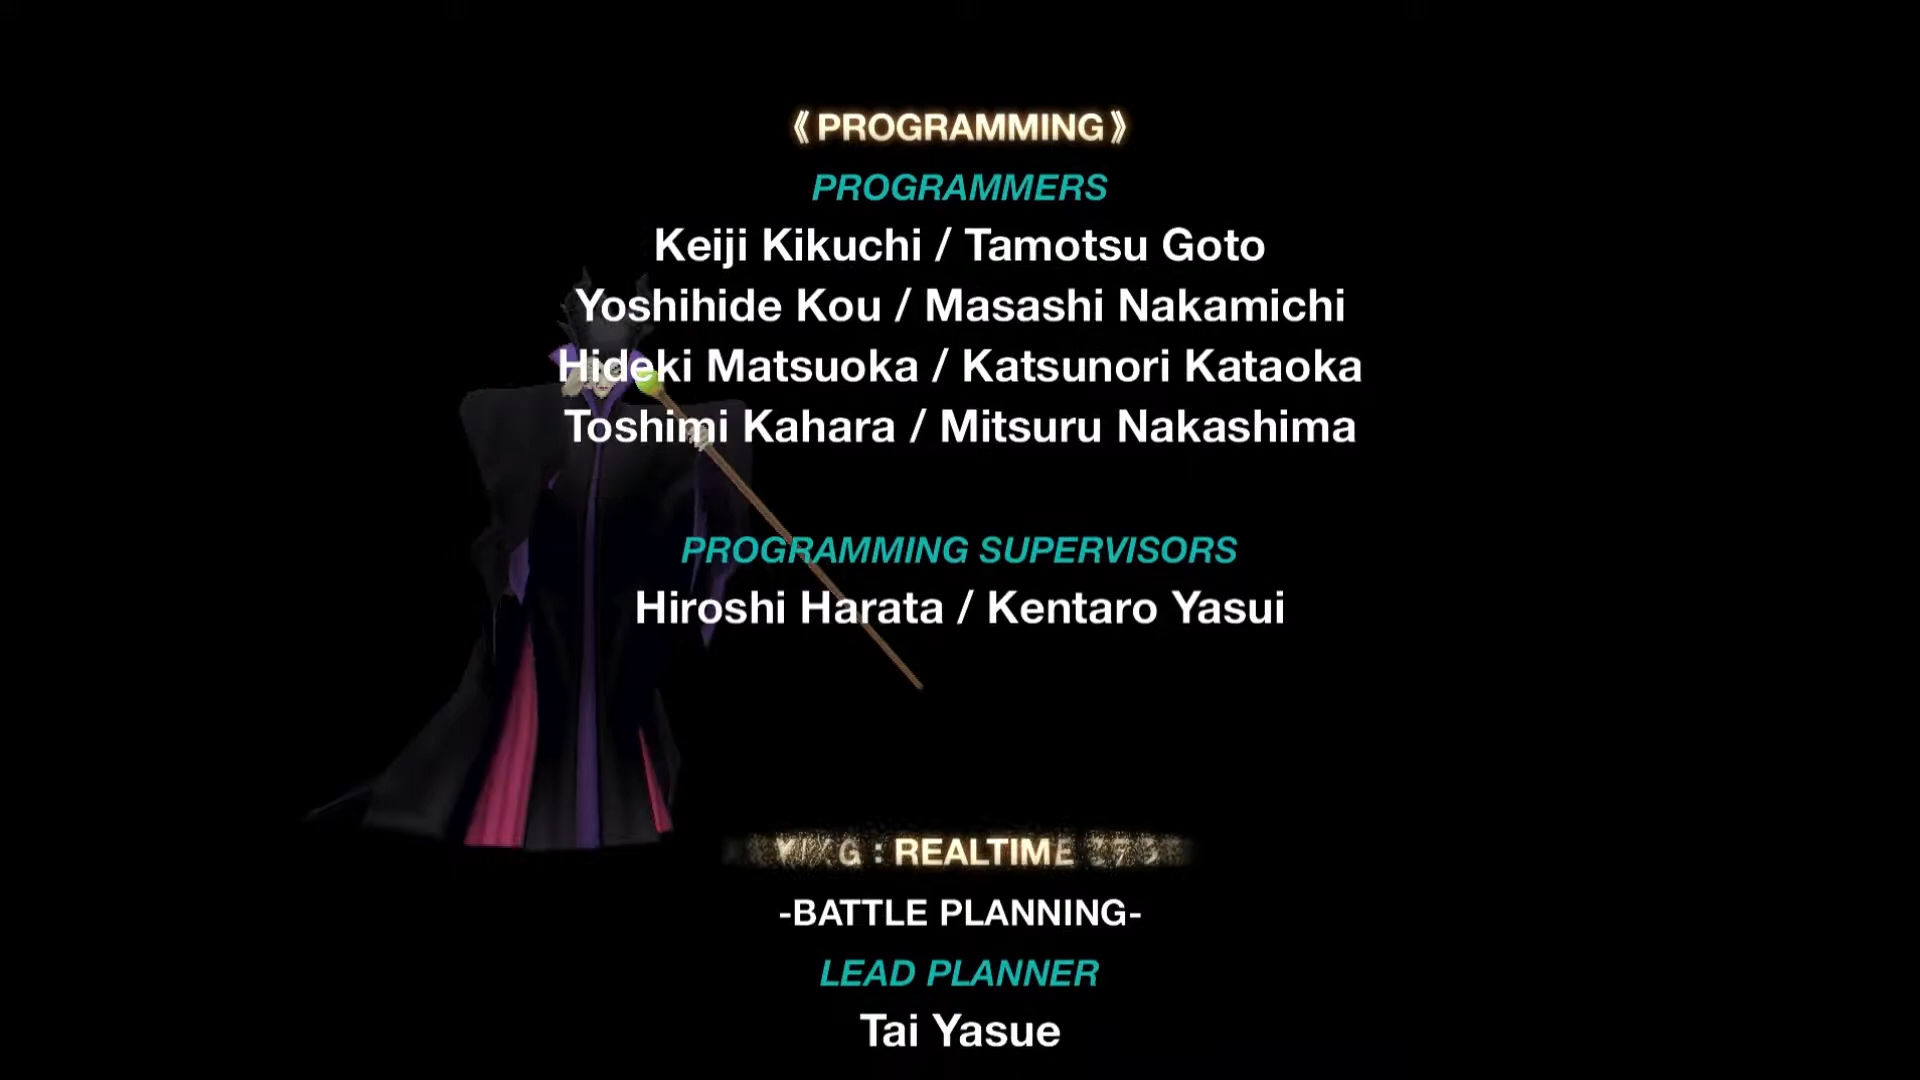 《PROGRAMMING》
PROGRAMMERS
Keiji Kikuchi / Tamotsu Goto
Yoshihide Kou / Masashi Nakamichi
Hideki Matsuoka / Katsunori Kataoka
Toshimi Kahara / Mitsuru Nakashima
PROGRAMMING SUPERVISORS
Hiroshi Harata / Kentaro Yasui
: REALTIME
-BATTLE PLANNING-
LEAD PLANNER
Tai Yasue